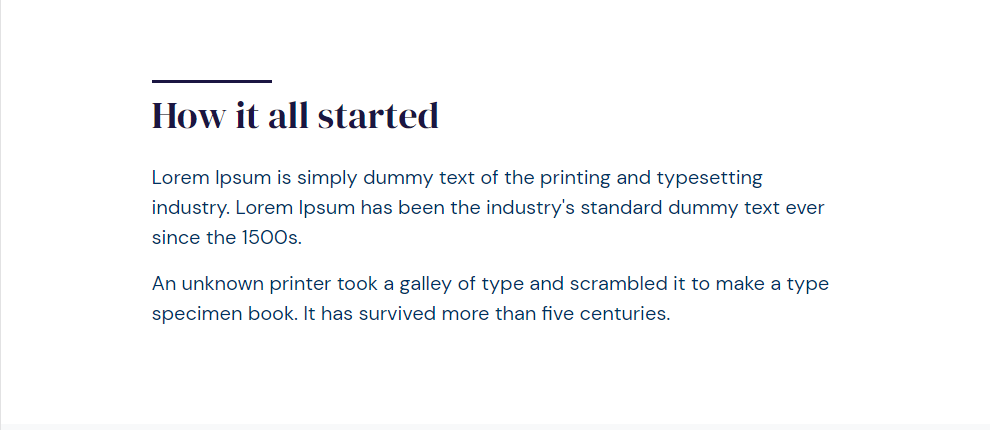 How it all started
Lorem Ipsum is simply dummy text of the printing and typesetting
industry. Lorem Ipsum has been the industry's standard dummy text ever
since the 1500s.
An unknown printer took a galley of type and scrambled it to make a type
specimen book. It has survived more than five centuries.